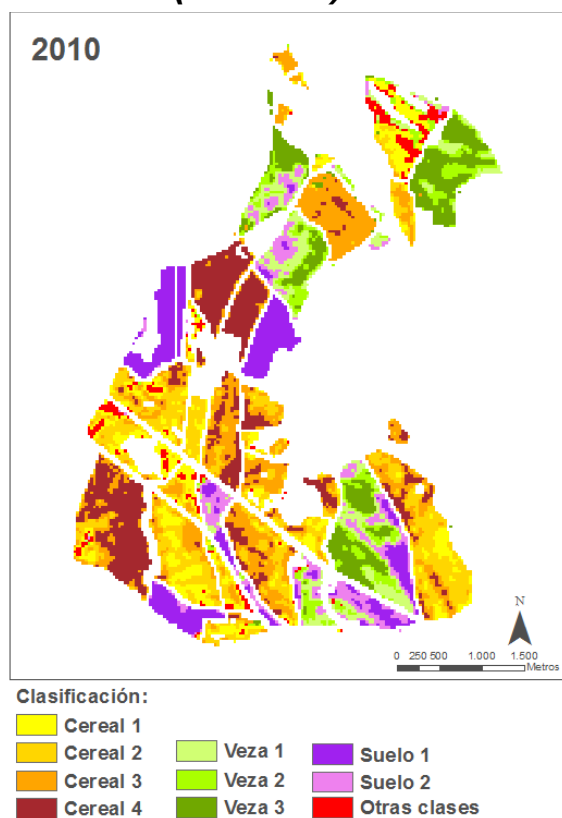 2010
N
0 250 500 1.000 1.500
Metros
Clasificación:
Cereal 1
Cereal 2
Cereal 3
Cereal 4
Veza 1
Veza 2
Veza 3
Suelo 1
Suelo 2
Otras clases